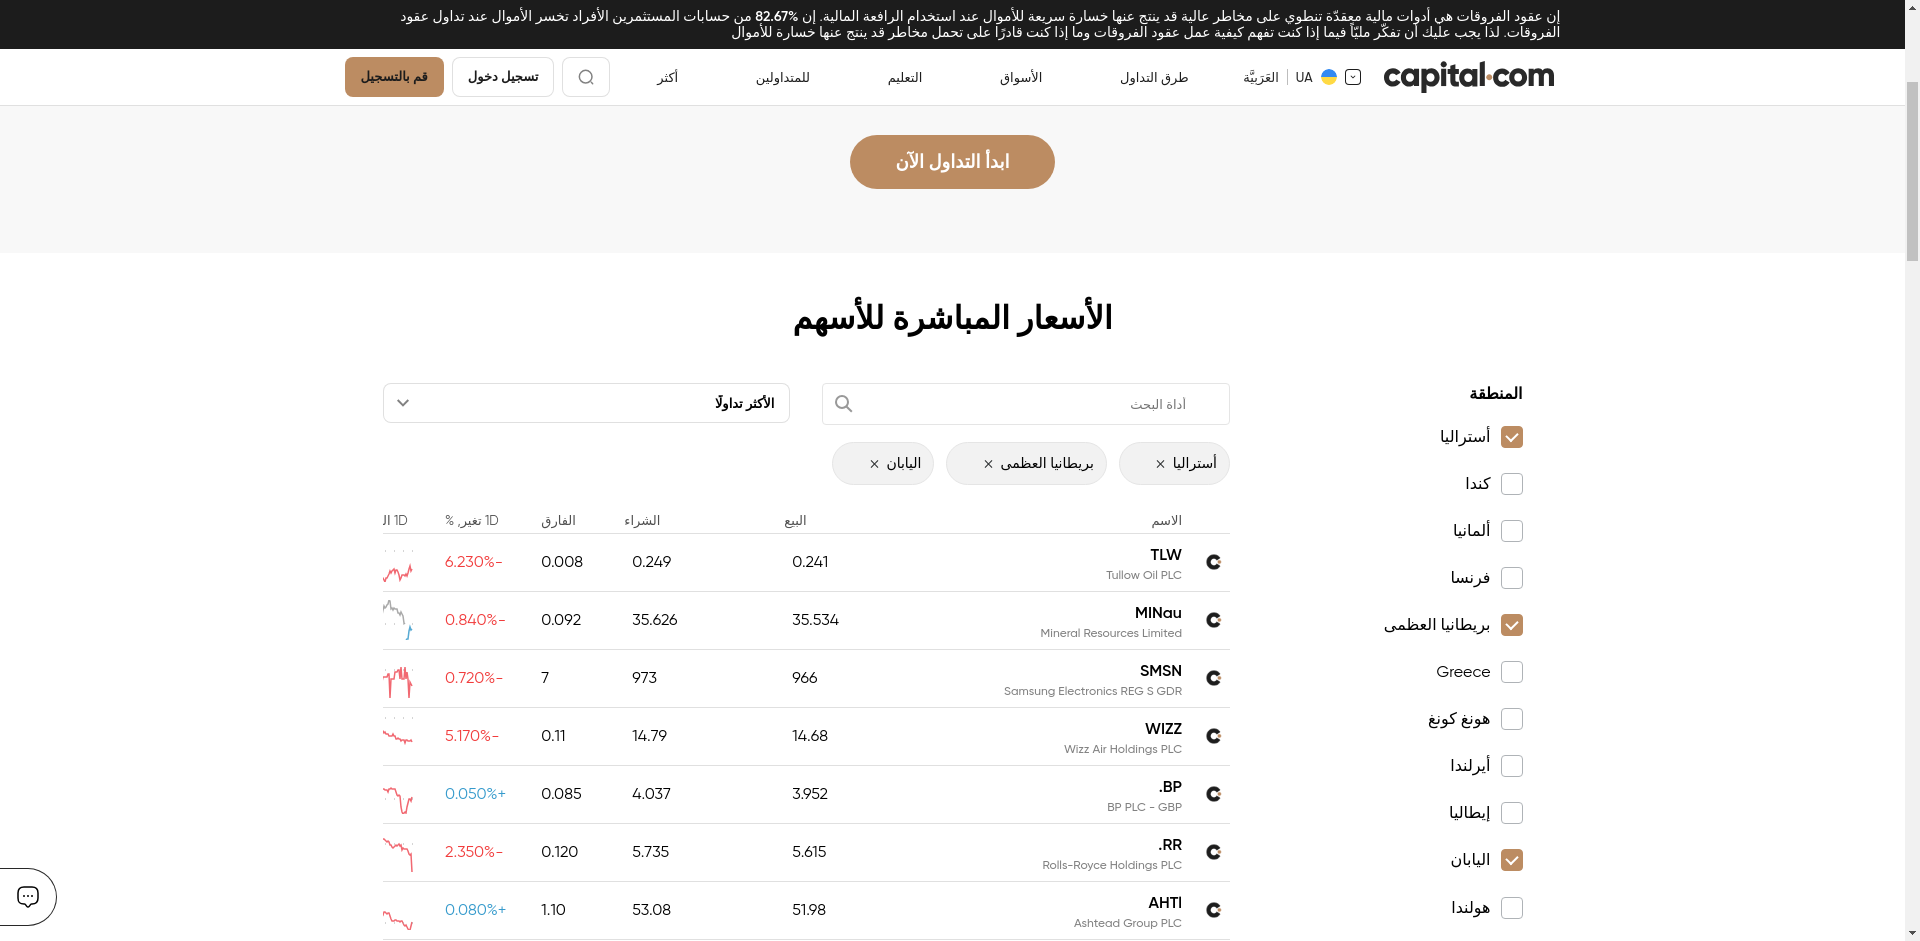 إن عقود الفروقات هي أدوات مالية معقدّة تنطوي على مخاطر عالية قد ينتج عنها خسارة سريعة للأموال عند استخدام الرافعة المالية. إن 82.67% من حسابات المستثمرين الأفراد تخسر الأموال عند تداول عقود
الفروقات. لذا يجب عليك أن تفكّر مليّاً فيما إذا كنت تفهم كيفية عمل عقود الفروقات وما إذا كنت قادرًا على تحمل مخاطر قد ينتج عنها خسارة للأموال
capital.com
UA
العَرَبِيَّة
طرق التداول
الأسواق
التعليم
للمتداولين
أكثر
تسجيل دخول
قم بالتسجيل
ابدأ التداول الآن
الأسعار المباشرة للأسهم
المنطقة
أستراليا
كندا
ألمانيا
فرنسا
بريطانيا العظمى
Greece
هونغ كونغ
أيرلندا
إيطاليا
اليابان
هولندا
أداة البحث
الأكثر تداولًا
أستراليا ×
بريطانيا العظمى ×
اليابان ×
الاسم البيع الشراء الفارق 1D تغير, % 1D
TLW 0.241 0.249 0.008 6.230%-
Tullow Oil PLC
MINau 35.534 35.626 0.092 0.840%-
Mineral Resources Limited
SMSN 966 973 7 0.720%-
Samsung Electronics REG S GDR
WIZZ 14.68 14.79 0.11 5.170%-
Wizz Air Holdings PLC
.BP 3.952 4.037 0.085 0.050%+
BP PLC - GBP
.RR 5.615 5.735 0.120 2.350%-
Rolls-Royce Holdings PLC
AHTl 51.98 53.08 1.10 0.080%+
Ashtead Group PLC